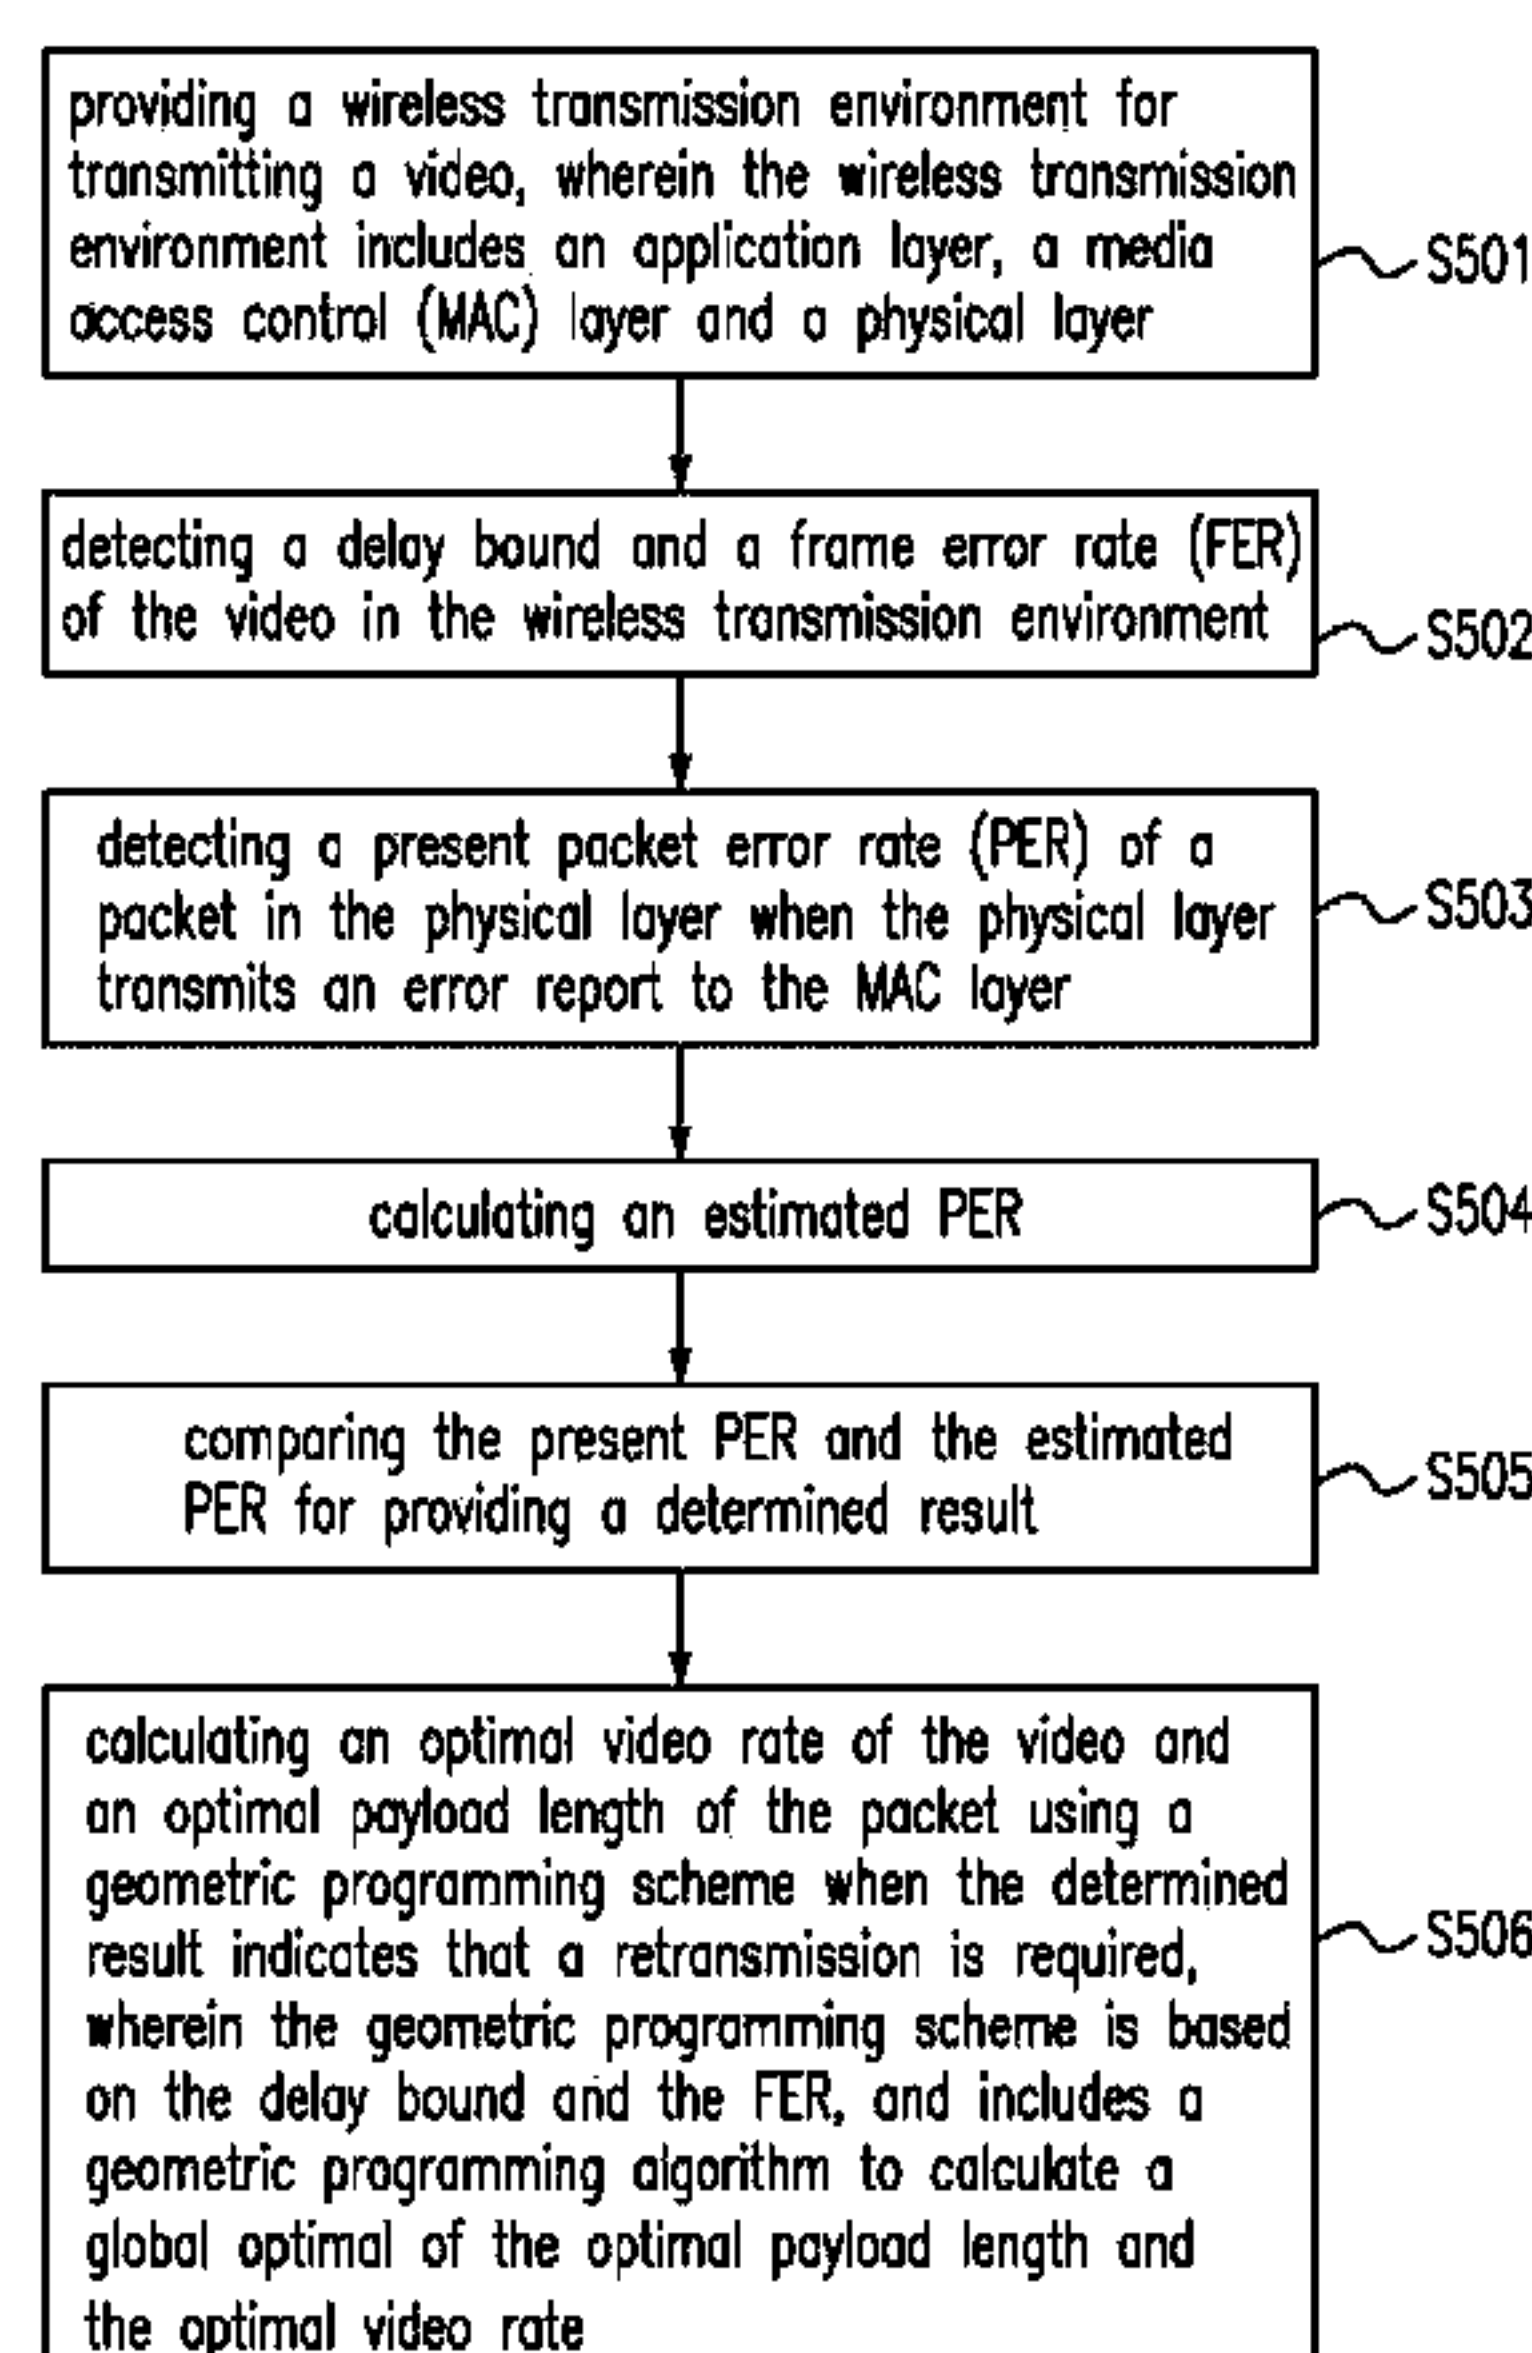 providing a wireless transmission environment for
transmitting a video, wherein the wireless transmission
environment includes an application layer, a media
access control (MAC) layer and a physical layer
S501
detecting a delay bound and a frame error rate (FER)
of the video in the wireless transmission environment
S502
detecting a present packet error rate (PER) of a
packet in the physical layer when the physical layer
transmits an error report to the MAC layer
S503
calculating an estimated PER
S504
comparing the present PER and the estimated
PER for providing a determined result
S505
calculating an optimal video rate of the video and
an optimal payload length of the packet using a
geometric programming scheme when the determined
result indicates that a retransmission is required,
wherein the geometric programming scheme is based
on the delay bound and the FER, and includes a
geometric programming algorithm to calculate a
global optimal of the optimal payload length and
the optimal video rate
S506